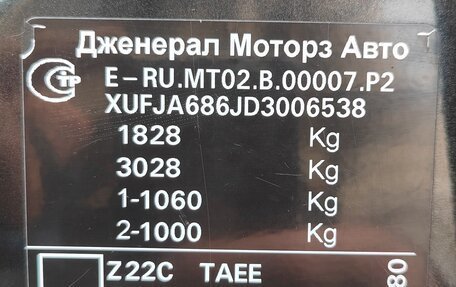 Дженерал Моторз Авто
E-RU.MT02.B.00007.P2
XUFJA686JD3006538
1828 Kg
3028 Kg
1-1060 Kg
2-1000 Kg
Z22C TAEE
80